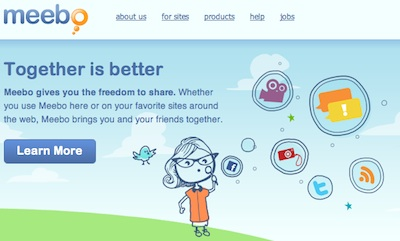 meebo
about us for sites products help jobs
Together is better
Meebo gives you the freedom to share. Whether
you use Meebo here or on your favorite sites around
the web, Meebo brings you and your friends together.
Learn More